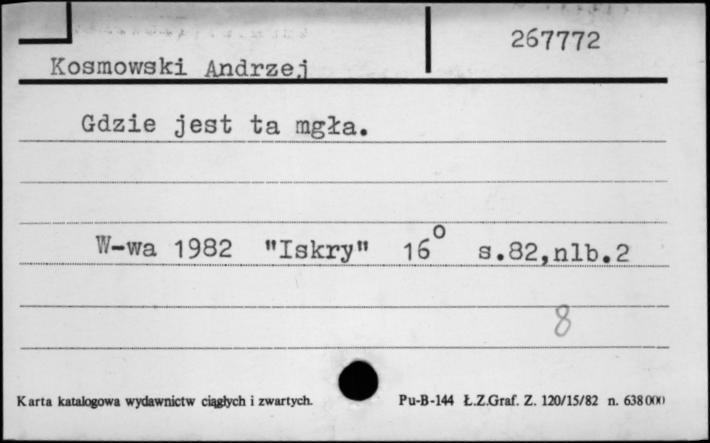 267772
Kosmowski Andrzej
Gdzie jest ta mgła.
W-wa 1982 "Iskry" 16° s.82,nlb.2
8
Karta katalogowa wydawnictw ciągłych i zwartych. Pu-B-144 Ł.Z.Graf. Z. 120/15/82 n. 638000